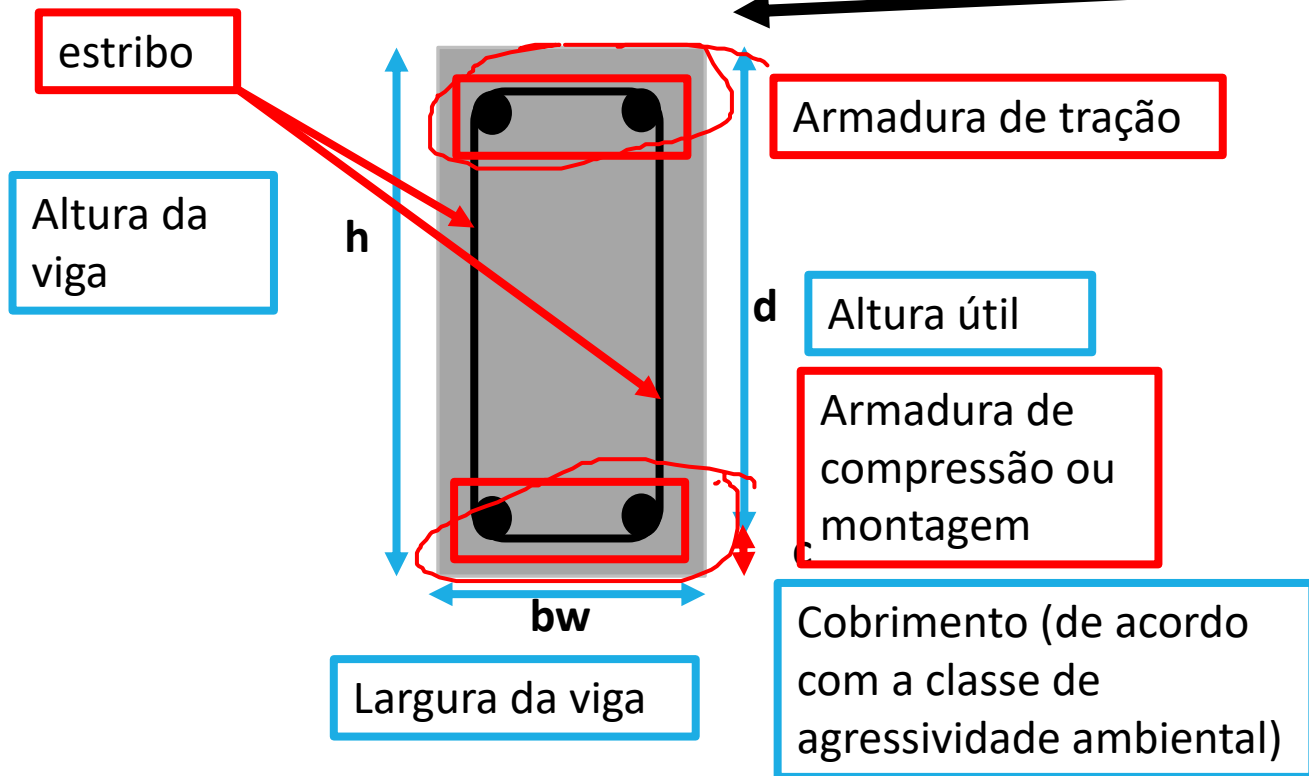 estribo
Armadura de tração
Altura da
viga
h
d
Altura útil
Armadura de
compressão ou
montagem
c
bw
Largura da viga
Cobrimento (de acordo
com a classe de
agressividade ambiental)